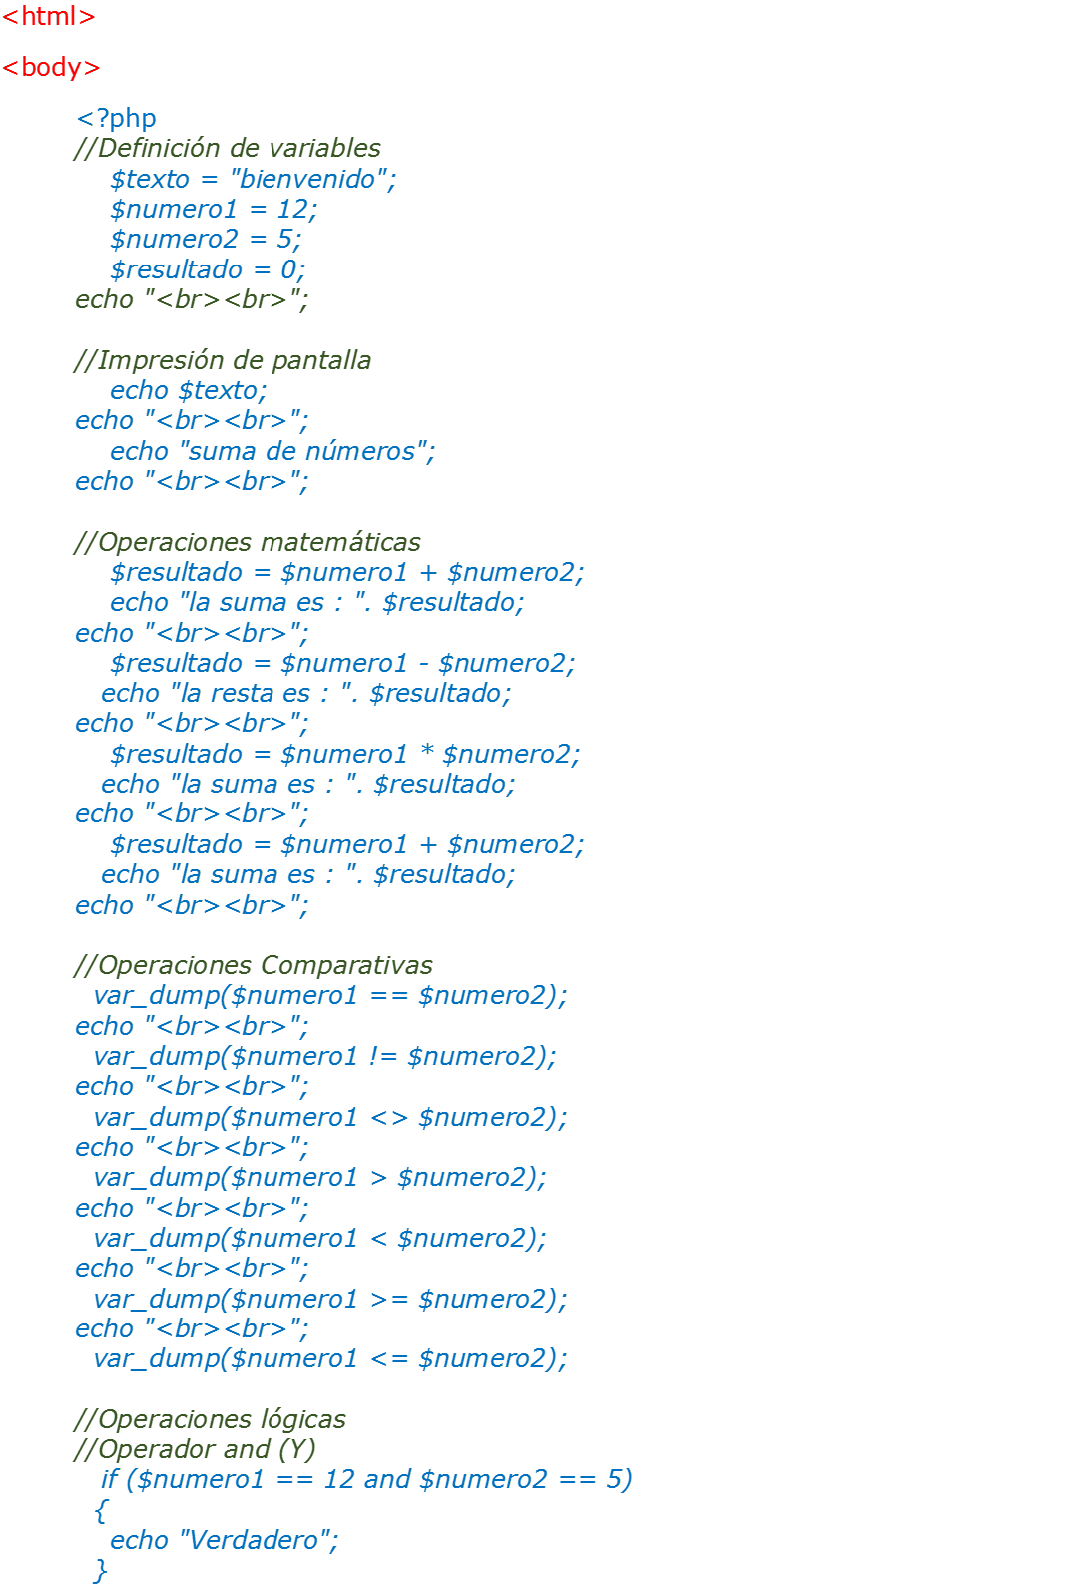 <html>
<body>
<?php
//Definición de variables
$texto = "bienvenido";
$numero1 = 12;
$numero2 = 5;
$resultado = 0;
echo "<br><br>";
//Impresión de pantalla
echo $texto;
echo "<br><br>";
echo "suma de números";
echo "<br><br>";
//Operaciones matemáticas
$resultado = $numero1 + $numero2;
echo "la suma es : ". $resultado;
echo "<br><br>";
$resultado = $numero1 - $numero2;
echo "la resta es : ". $resultado;
echo "<br><br>";
$resultado = $numero1 * $numero2;
echo "la suma es : ". $resultado;
echo "<br><br>";
$resultado = $numero1 + $numero2;
echo "la suma es : ". $resultado;
echo "<br><br>";
//Operaciones Comparativas
var_dump($numero1 == $numero2);
echo "<br><br>";
var_dump($numero1 != $numero2);
echo "<br><br>";
var_dump($numero1 <> $numero2);
echo "<br><br>";
var_dump($numero1 > $numero2);
echo "<br><br>";
var_dump($numero1 < $numero2);
echo "<br><br>";
var_dump($numero1 >= $numero2);
echo "<br><br>";
var_dump($numero1 <= $numero2);
//Operaciones lógicas
//Operador and (Y)
if ($numero1 == 12 and $numero2 == 5)
{
echo "Verdadero";
}